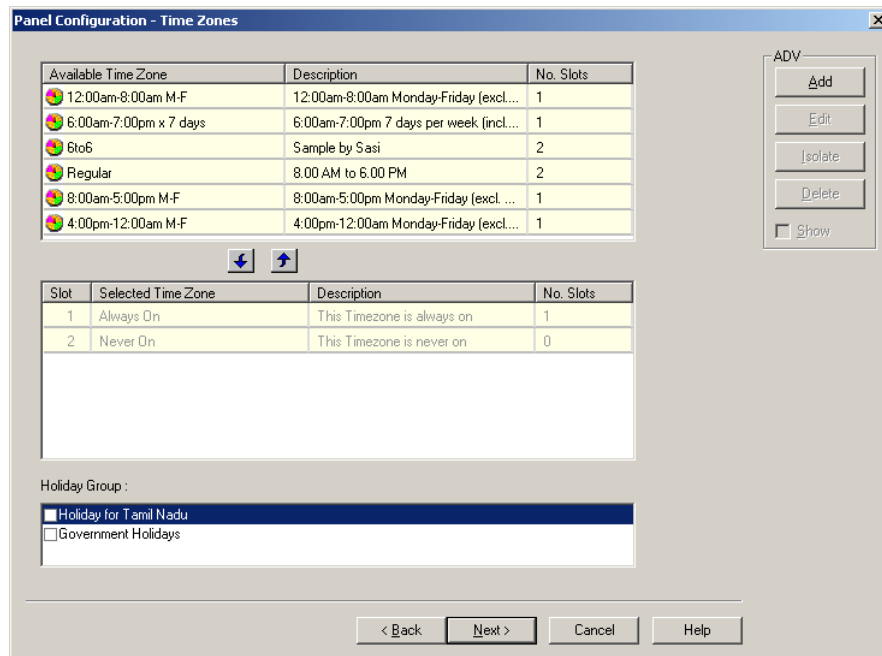 Panel Configuration - Time Zones
Available Time Zone Description No. Slots
12:00am-8:00am M-F 12:00am-8:00am Monday-Friday (excl.... 1
6:00am-7:00pm x 7 days 6:00am-7:00pm 7 days per week (incl.... 1
6to6 Sample by Sasi 2
Regular 8.00 AM to 6.00 PM 2
8:00am-5:00pm M-F 8:00am-5:00pm Monday-Friday (excl. ... 1
4:00pm-12:00am M-F 4:00pm-12:00am Monday-Friday (excl.... 1
ADV
Add
Edit
Isolate
Delete
Show
Slot Selected Time Zone Description No. Slots
1 Always On This Timezone is always on 1
2 Never On This Timezone is never on 0
Holiday Group :
Holiday for Tamil Nadu
Government Holidays
< Back Next > Cancel Help